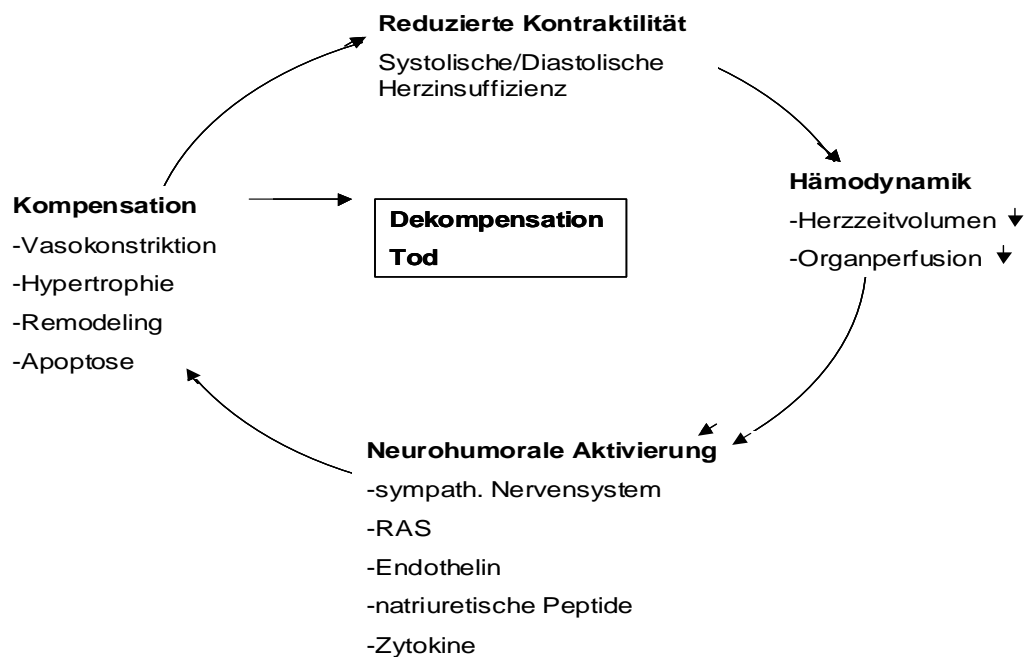 Reduzierte Kontraktilität
Systolische/Diastolische
Herzinsuffizienz
Hämodynamik
-Herzzeitvolumen ↓
-Organperfusion ↓
Kompensation
-Vasokonstriktion
-Hypertrophie
-Remodeling
-Apoptose
Dekompensation
Tod
Neurohumorale Aktivierung
-sympath. Nervensystem
-RAS
-Endothelin
-natriuretische Peptide
-Zytokine